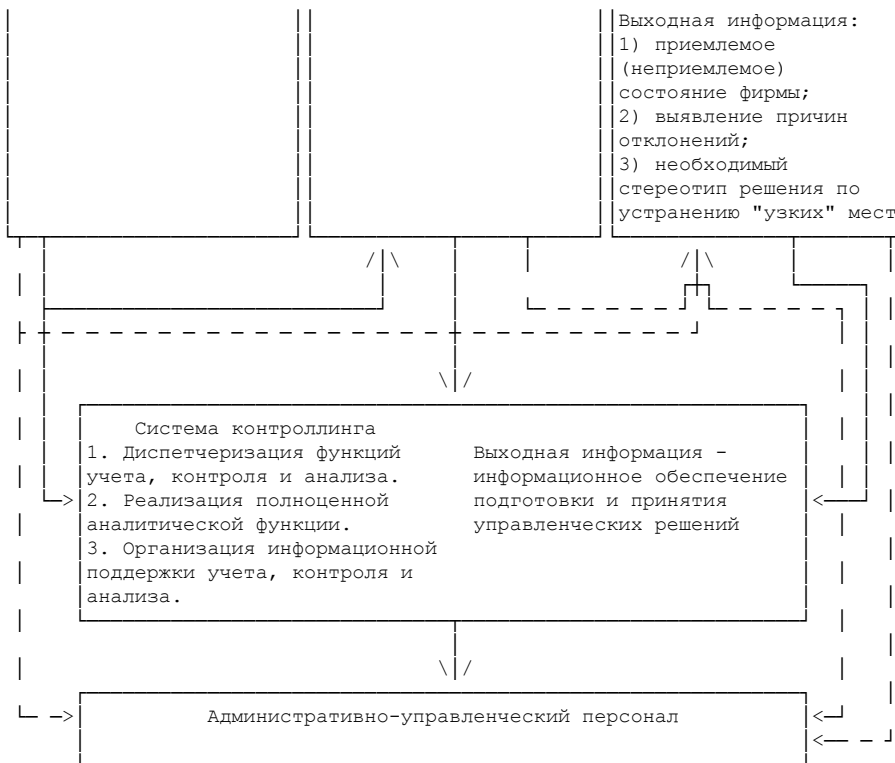 Выходная информация:
1) приемлемое
(неприемлемое)
состояние фирмы;
2) выявление причин
отклонений;
3) необходимый
стереотип решения по
устранению "узких" мест
Система контроллинга
1. Диспетчеризация функций
учета, контроля и анализа.
2. Реализация полноценной
аналитической функции.
3. Организация информационной
поддержки учета, контроля и
анализа.
Выходная информация -
информационное обеспечение
подготовки и принятия
управленческих решений
Административно-управленческий персонал